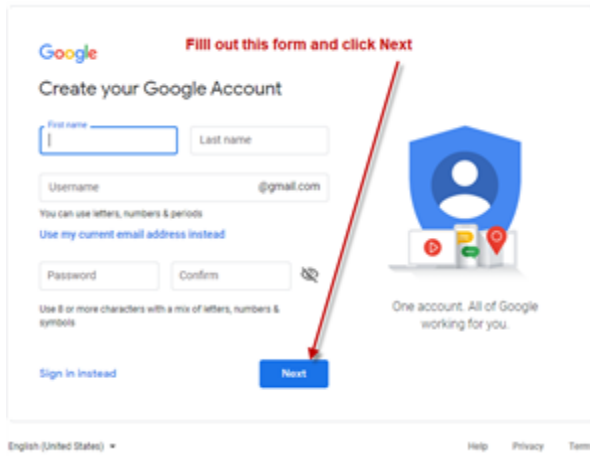 Google
Filll out this form and click Next
Create your Google Account
First name
Last name
Username @gmail.com
You can use letters, numbers & periods
Use my current email address instead
Password Confirm
Use 8 or more characters with a mix of letters, numbers &
symbols
One account. All of Google
working for you.
Sign in instead
Next
English (United States)
Help Privacy Term